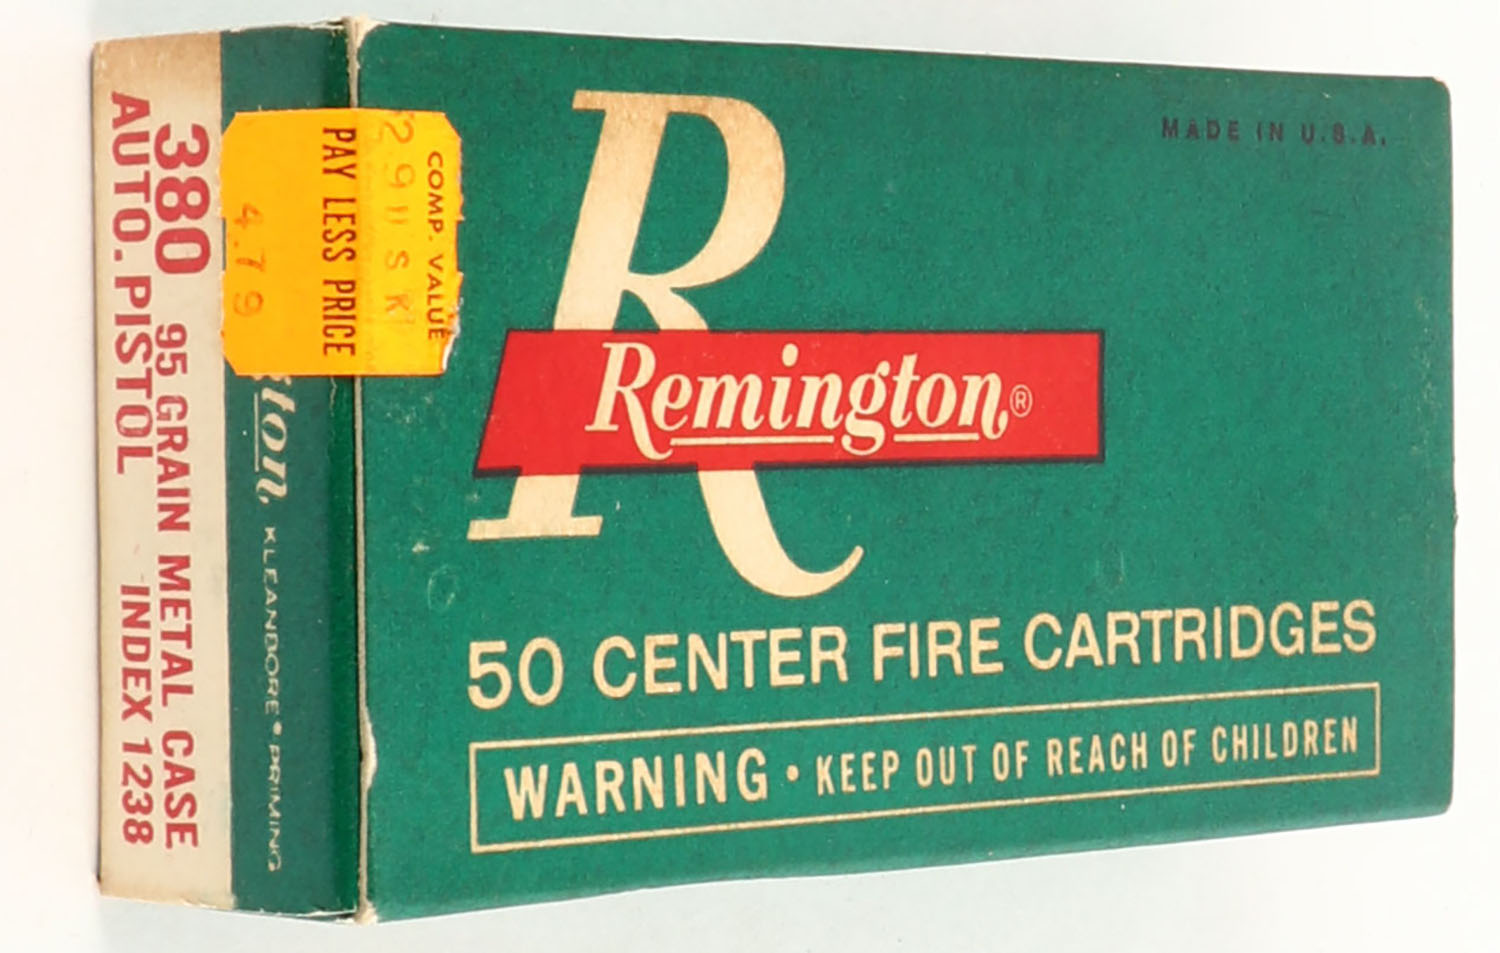 MADE IN U.S.A.
R
Remington®
50 CENTER FIRE CARTRIDGES
WARNING • KEEP OUT OF REACH OF CHILDREN
COMP. VALUE
PAY LESS PRICE
4.79
ton,
KLEANBORE • PRIMING
380 95 GRAIN METAL CASE
AUTO. PISTOL INDEX 1238